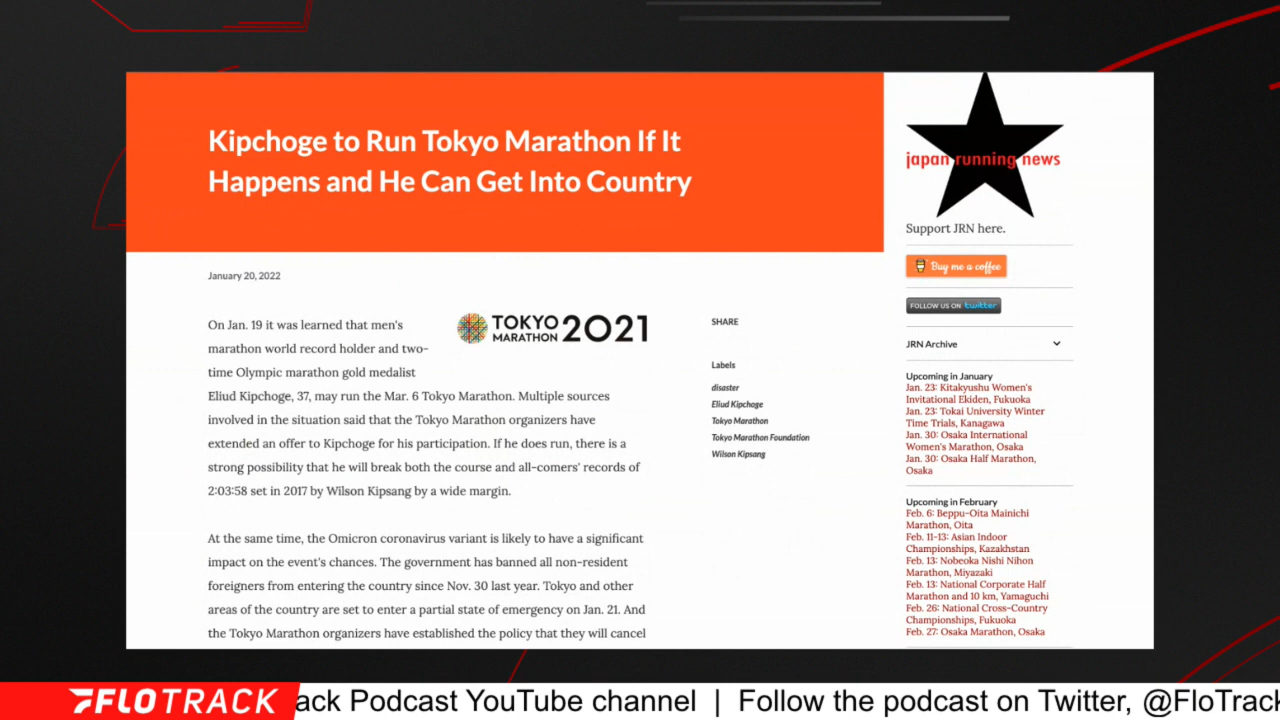 Kipchoge to Run Tokyo Marathon If It
Happens and He Can Get Into Country
January 20, 2022
On Jan. 19 it was learned that men's
marathon world record holder and two-
time Olympic marathon gold medalist
Eliud Kipchoge, 37, may run the Mar. 6 Tokyo Marathon. Multiple sources
involved in the situation said that the Tokyo Marathon organizers have
extended an offer to Kipchoge for his participation. If he does run, there is a
strong possibility that he will break both the course and all-comers' records of
2:03:58 set in 2017 by Wilson Kipsang by a wide margin.
At the same time, the Omicron coronavirus variant is likely to have a significant
impact on the event's chances. The government has banned all non-resident
foreigners from entering the country since Nov. 30 last year. Tokyo and other
areas of the country are set to enter a partial state of emergency on Jan. 21. And
the Tokyo Marathon organizers have established the policy that they will cancel
TOKYO
MARATHON 2021
SHARE
Labels
disaster
Eliud Kipchoge
Tokyo Marathon
Tokyo Marathon Foundation
Wilson Kipsang
japan running news
Support JRN here.
Buy me a coffee
FOLLOW US ON twitter
JRN Archive
Upcoming in January
Jan. 23: Kitakyushu Women's
Invitational Ekiden, Fukuoka
Jan. 23: Tokai University Winter
Time Trials, Kanagawa
Jan. 30: Osaka International
Women's Marathon, Osaka
Jan. 30: Osaka Half Marathon,
Osaka
Upcoming in February
Feb. 6: Beppu-Oita Mainichi
Marathon, Oita
Feb. 11-13: Asian Indoor
Championships, Kazakhstan
Feb. 13: Nobeoka Nishi Nihon
Marathon, Miyazaki
Feb. 13: National Corporate Half
Marathon and 10 km, Yamaguchi
Feb. 26: National Cross-Country
Championships, Fukuoka
Feb. 27: Osaka Marathon, Osaka
FLOTRACK
ack Podcast YouTube channel | Follow the podcast on Twitter, @FloTrack